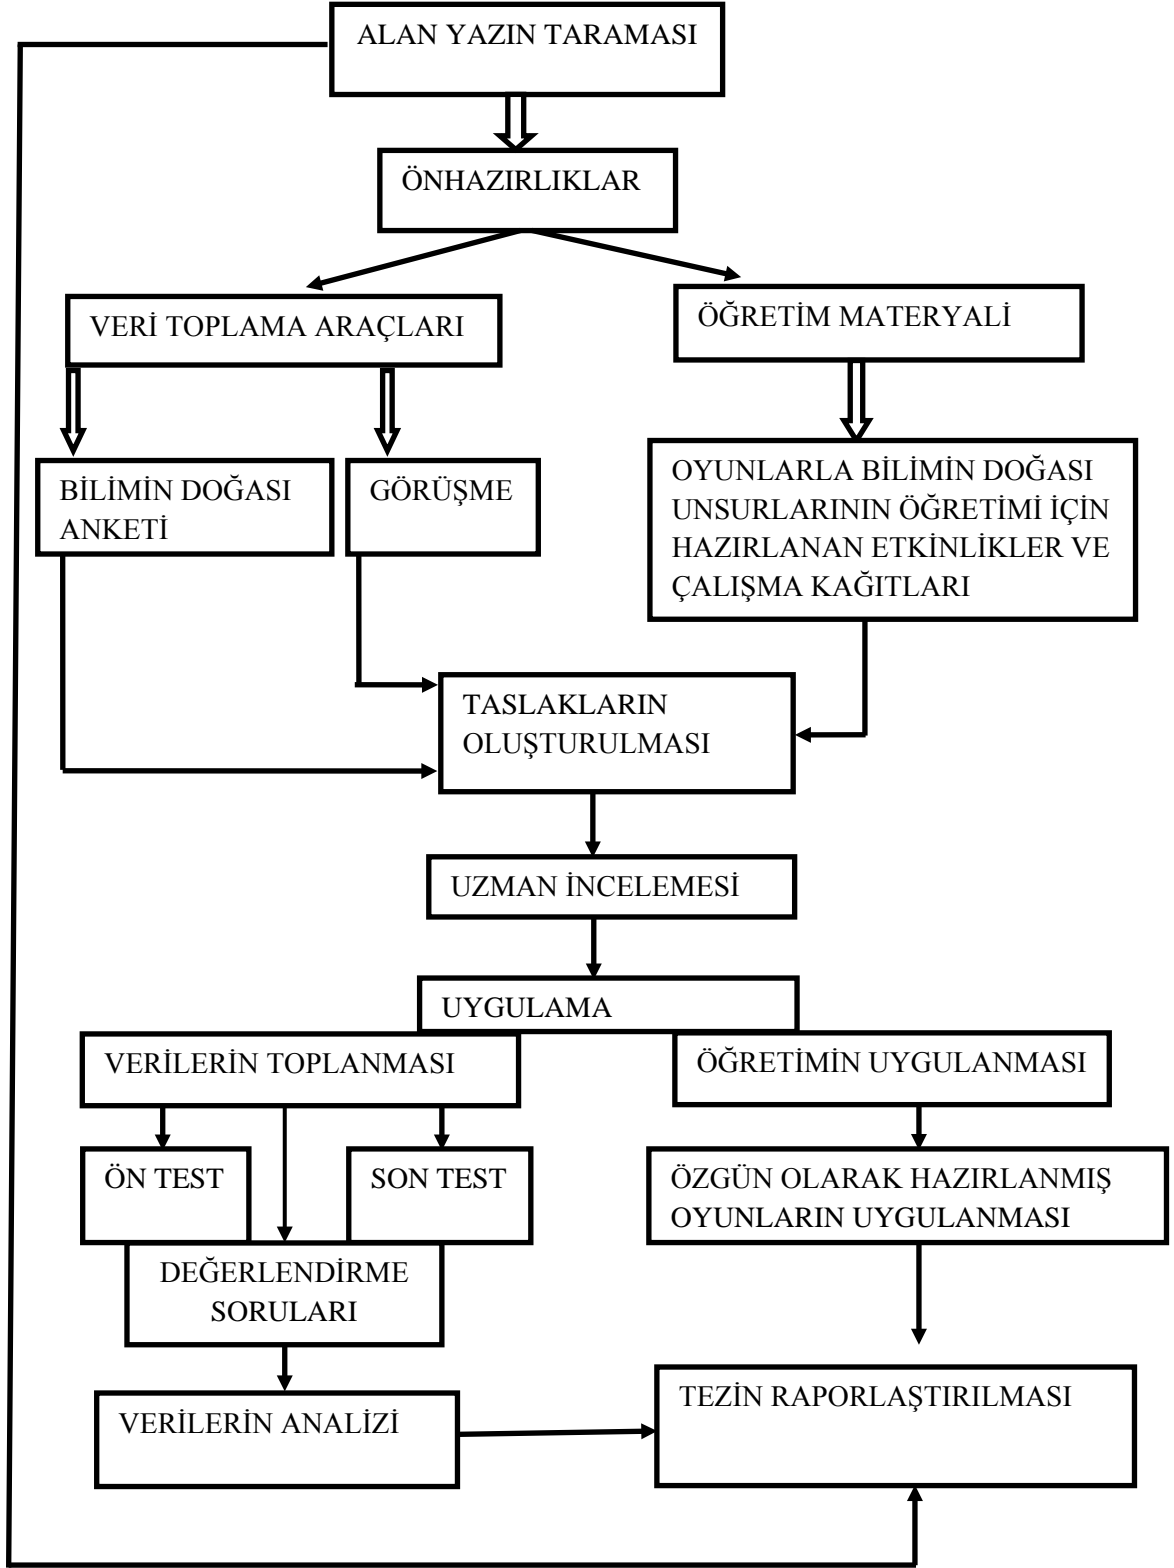 ALAN YAZIN TARAMASI
ÖNHAZIRLIKLAR
VERİ TOPLAMA ARAÇLARI
ÖĞRETİM MATERYALİ
BİLİMİN DOĞASI
ANKETİ
GÖRÜŞME
OYUNLARLA BİLİMİN DOĞASI
UNSURLARININ ÖĞRETİMİ İÇİN
HAZIRLANAN ETKİNLİKLER VE
ÇALIŞMA KAĞITLARI
TASLAKLARIN
OLUŞTURULMASI
UZMAN İNCELEMESİ
UYGULAMA
VERİLERİN TOPLANMASI
ÖĞRETİMİN UYGULANMASI
ÖN TEST
SON TEST
ÖZGÜN OLARAK HAZIRLANMIŞ
OYUNLARIN UYGULANMASI
DEĞERLENDİRME
SORULARI
VERİLERİN ANALİZİ
TEZİN RAPORLAŞTIRILMASI